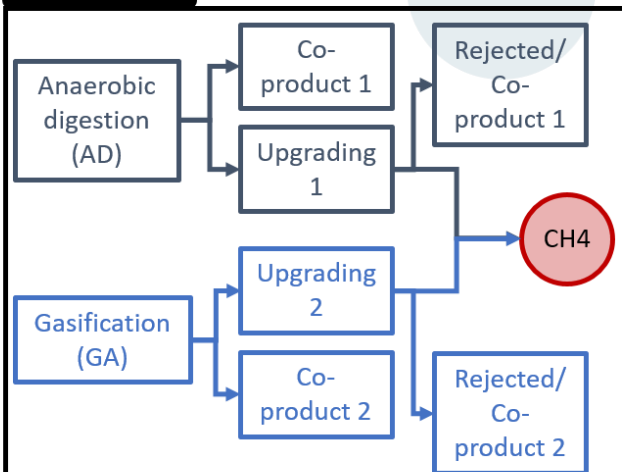 Anaerobic
digestion
(AD)
Co-
product 1
Upgrading
1
Rejected/
Co-
product 1
CH4
Gasification
(GA)
Upgrading
2
Co-
product 2
Rejected/
Co-
product 2